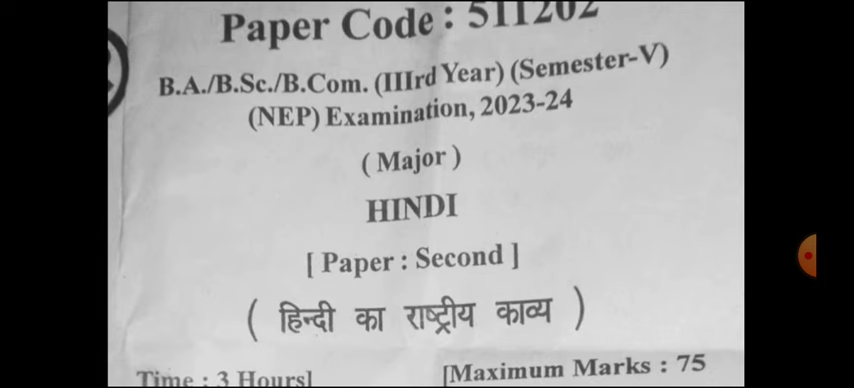 Paper Code : 511202
B.A./B.Sc./B.Com. (IIIrd Year) (Semester-V)
(NEP) Examination, 2023-24
( Major )
HINDI
[ Paper : Second ]
( हिन्दी का राष्ट्रीय काव्य )
Time : 3 Hours] [Maximum Marks : 75